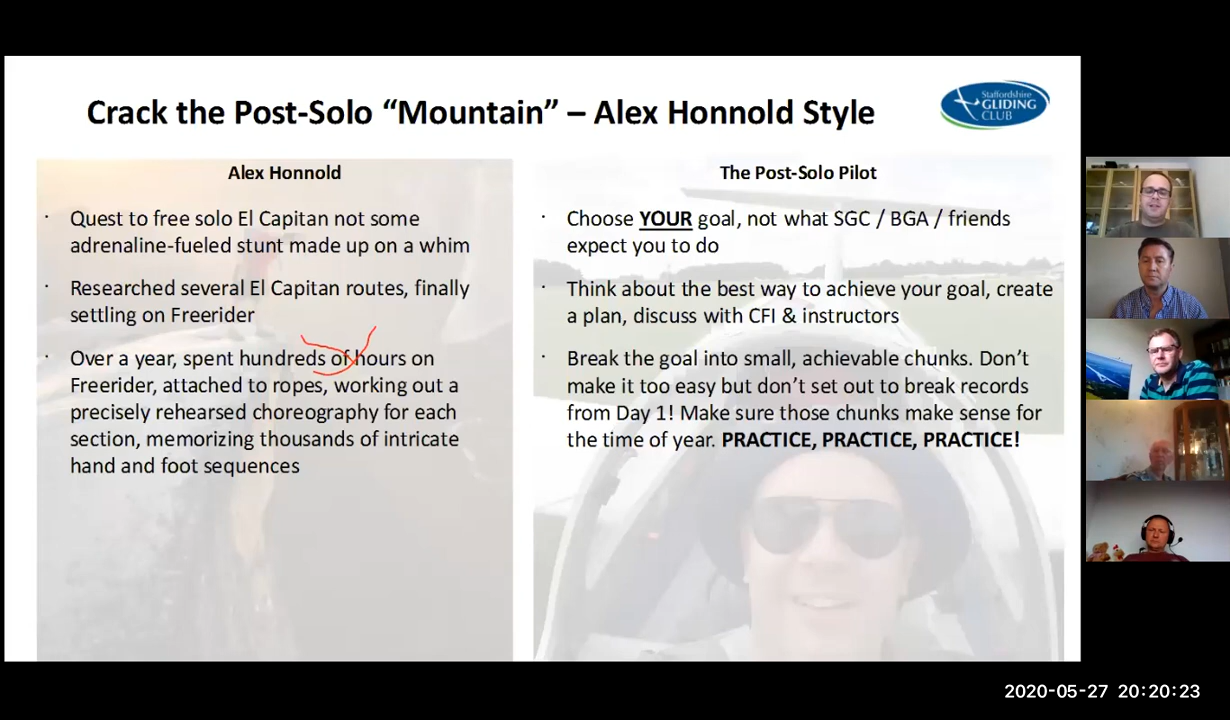 Crack the Post-Solo “Mountain” – Alex Honnold Style
Staffordshire
GLIDING
CLUB
Alex Honnold
· Quest to free solo El Capitan not some
adrenaline-fueled stunt made up on a whim
· Researched several El Capitan routes, finally
settling on Freerider
· Over a year, spent hundreds of hours on
Freerider, attached to ropes, working out a
precisely rehearsed choreography for each
section, memorizing thousands of intricate
hand and foot sequences
The Post-Solo Pilot
· Choose YOUR goal, not what SGC / BGA / friends
expect you to do
· Think about the best way to achieve your goal, create
a plan, discuss with CFI & instructors
· Break the goal into small, achievable chunks. Don’t
make it too easy but don’t set out to break records
from Day 1! Make sure those chunks make sense for
the time of year. PRACTICE, PRACTICE, PRACTICE!
2020-05-27 20:20:23